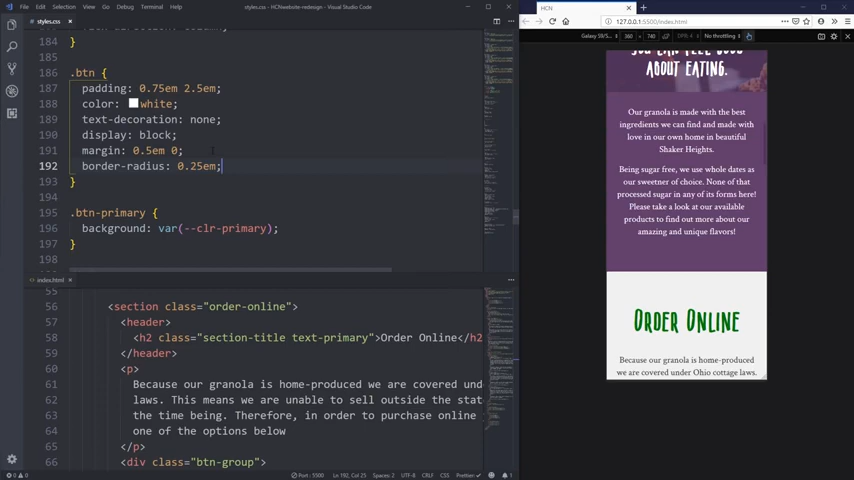 File Edit Selection View Go Debug Terminal Help
styles.css - HCNwebsite-redesign - Visual Studio Code
styles.css
184 }
185
186 .btn {
187 padding: 0.75em 2.5em;
188 color: white;
189 text-decoration: none;
190 display: block;
191 margin: 0.5em 0;
192 border-radius: 0.25em;
193 }
194
195 .btn-primary {
196 background: var(--clr-primary);
197 }
198
index.html
55
56 <section class="order-online">
57 <header>
58 <h2 class="section-title text-primary">Order Online</h2
59 </header>
60 <p>
61 Because our granola is home-produced we are covered und
62 laws. This means we are unable to sell outside the stat
63 the time being. Therefore, in order to purchase online
64 one of the options below
65 </p>
66 <div class="btn-group">
0 0
Port : 5500 Ln 192, Col 25 Spaces: 2 UTF-8 CRLF CSS Prettier 1
HCN
127.0.0.1:5500/index.html
Galaxy S9/S... 360 × 740 DPR: 4 No throttling
YOU CAN FEEL GOOD
ABOUT EATING.
Our granola is made with the best
ingredients we can find and made with
love in our own home in beautiful
Shaker Heights.
Being sugar free, we use whole dates as
our sweetner of choice. None of that
processed sugar in any of its forms here!
Please take a look at our available
products to find out more about our
amazing and unique flavors!
ORDER ONLINE
Because our granola is home-produced
we are covered under Ohio cottage laws.